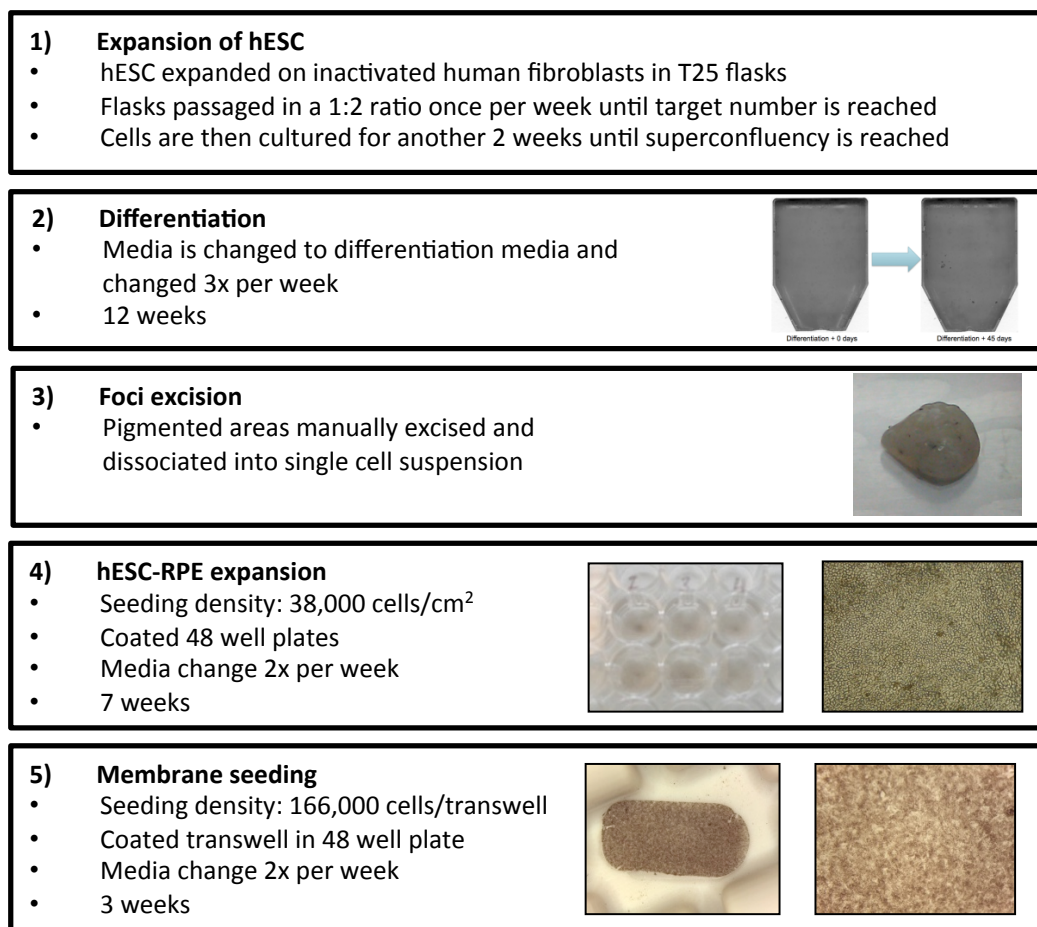 1) Expansion of hESC
• hESC expanded on inactivated human fibroblasts in T25 flasks
• Flasks passaged in a 1:2 ratio once per week until target number is reached
• Cells are then cultured for another 2 weeks until superconfluency is reached
2) Differentiation
• Media is changed to differentiation media and
changed 3x per week
• 12 weeks
Differentiation + 0 days
Differentiation + 45 days
3) Foci excision
• Pigmented areas manually excised and
dissociated into single cell suspension
4) hESC-RPE expansion
• Seeding density: 38,000 cells/cm²
• Coated 48 well plates
• Media change 2x per week
• 7 weeks
5) Membrane seeding
• Seeding density: 166,000 cells/transwell
• Coated transwell in 48 well plate
• Media change 2x per week
• 3 weeks